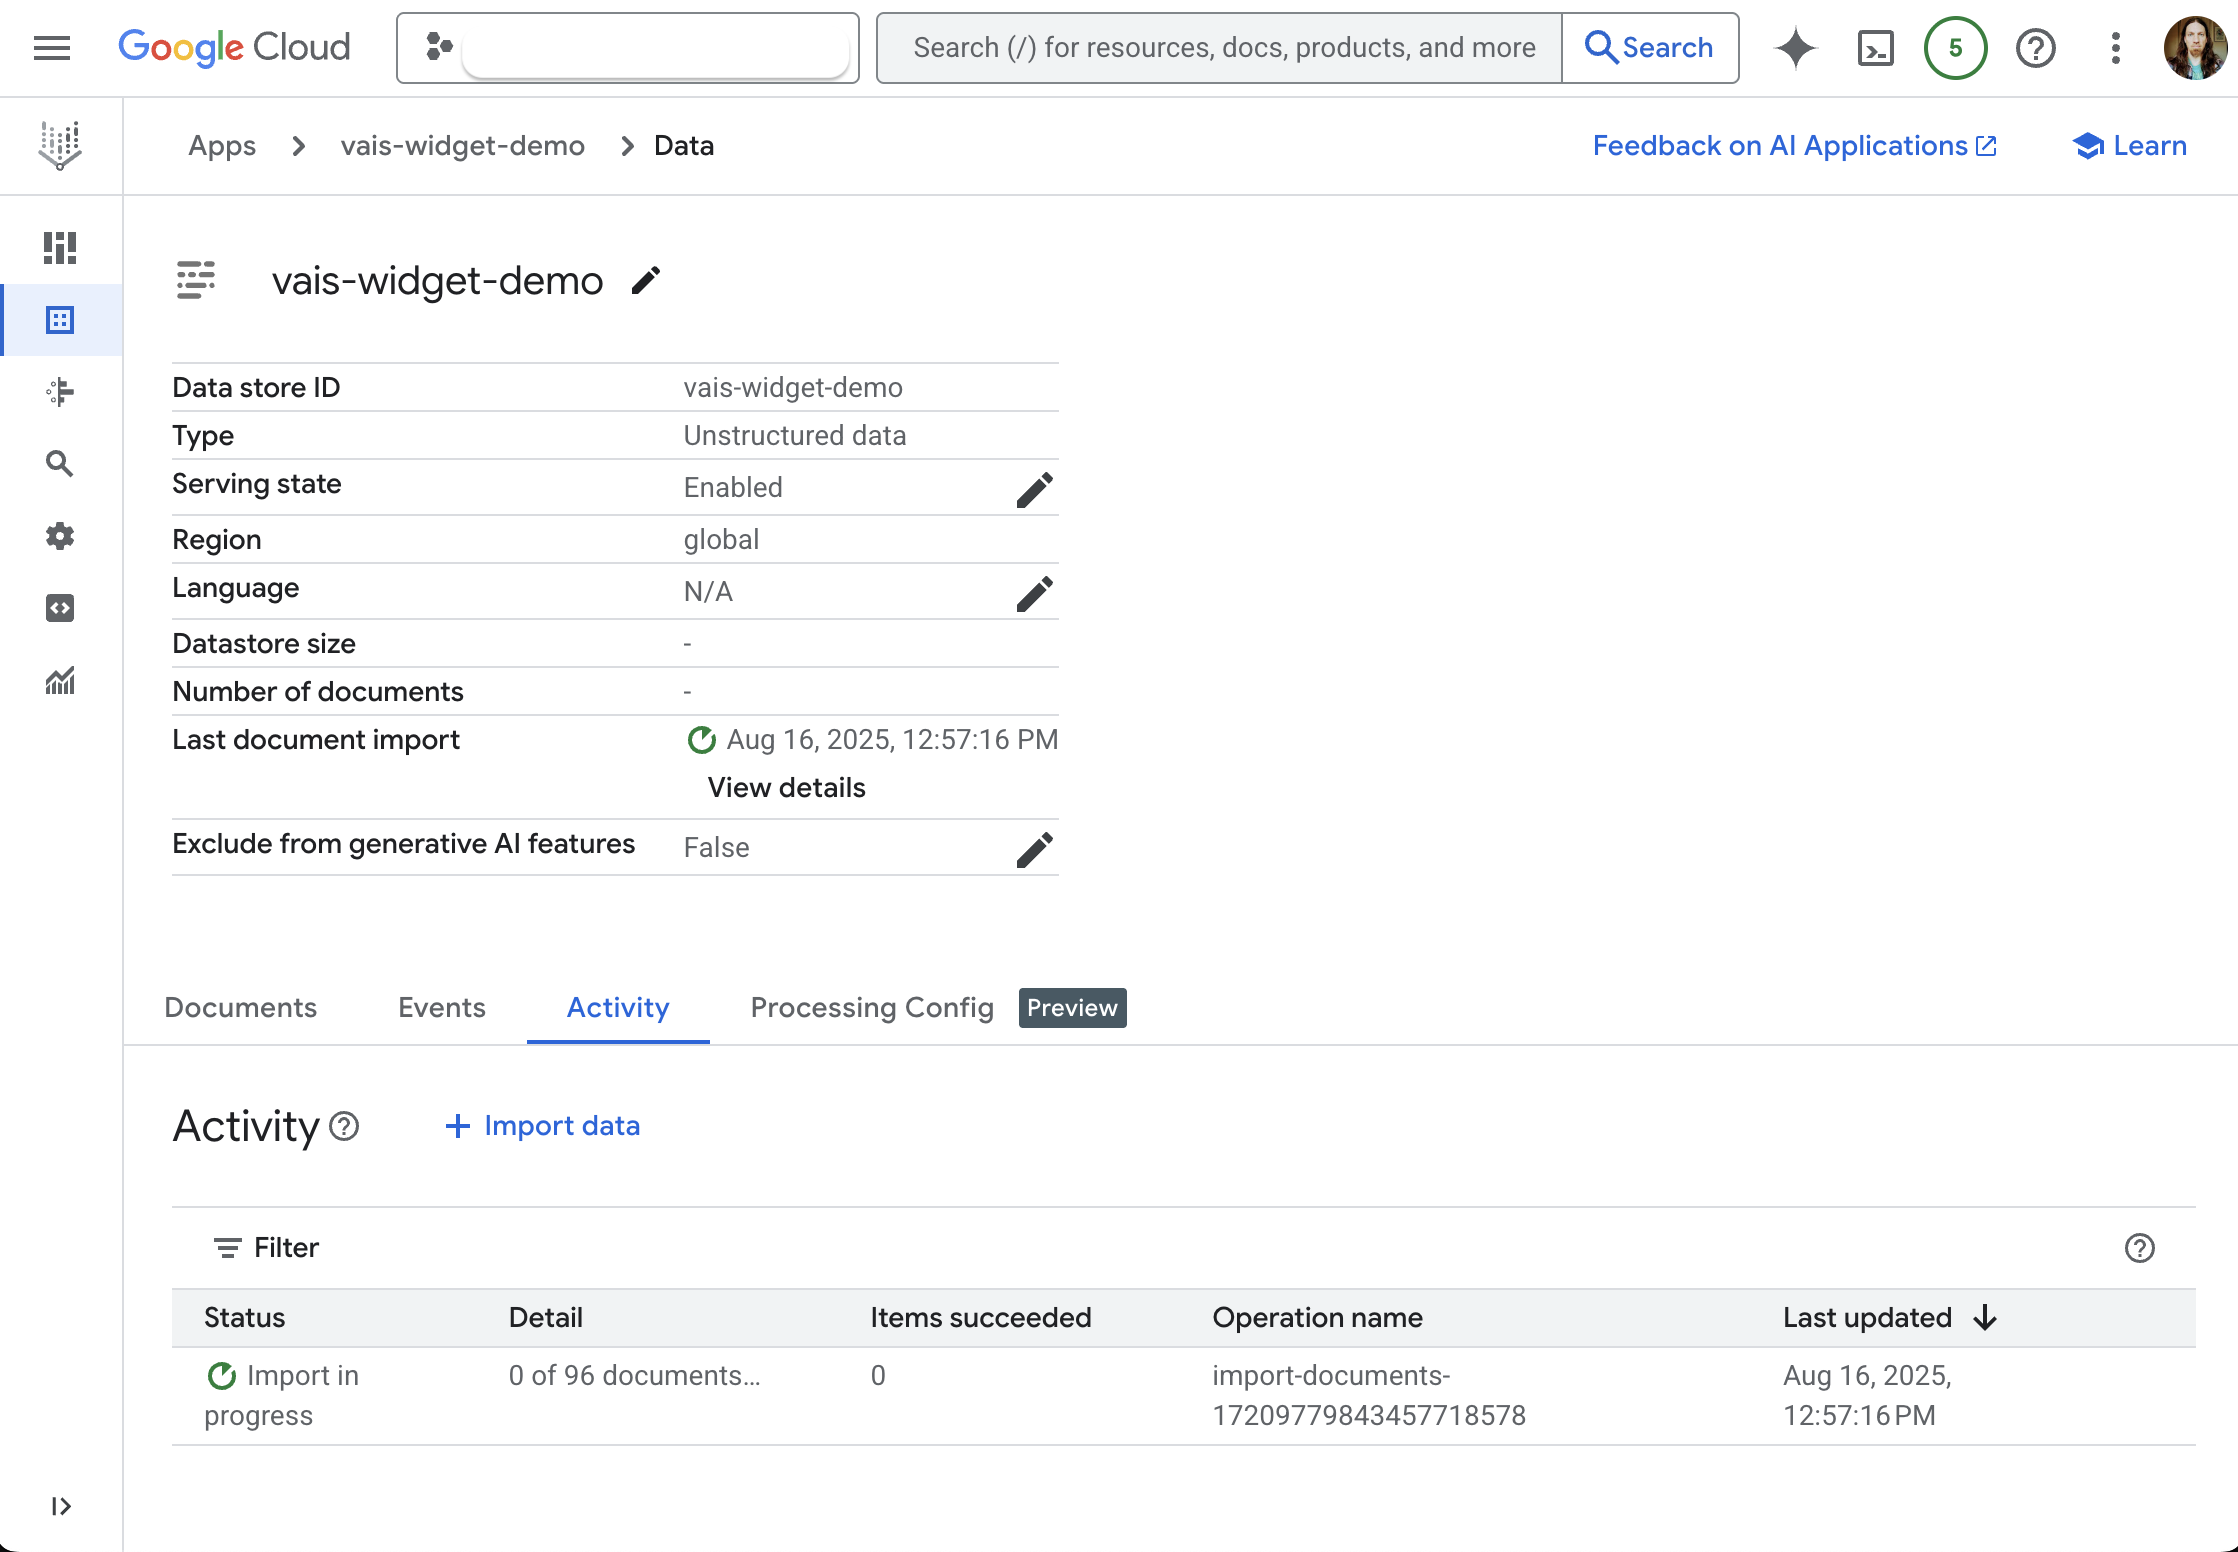 Google Cloud
Search (/) for resources, docs, products, and more
Search
5
Apps
vais-widget-demo
Data
Feedback on AI Applications
Learn
vais-widget-demo
Data store ID vais-widget-demo
Type Unstructured data
Serving state Enabled
Region global
Language N/A
Datastore size -
Number of documents -
Last document import Aug 16, 2025, 12:57:16 PM
View details
Exclude from generative AI features False
Documents Events Activity Processing Config Preview
Activity
+ Import data
Filter
Status Detail Items succeeded Operation name Last updated
Import in 0 of 96 documents... 0 import-documents- Aug 16, 2025,
progress 17209779843457718578 12:57:16 PM